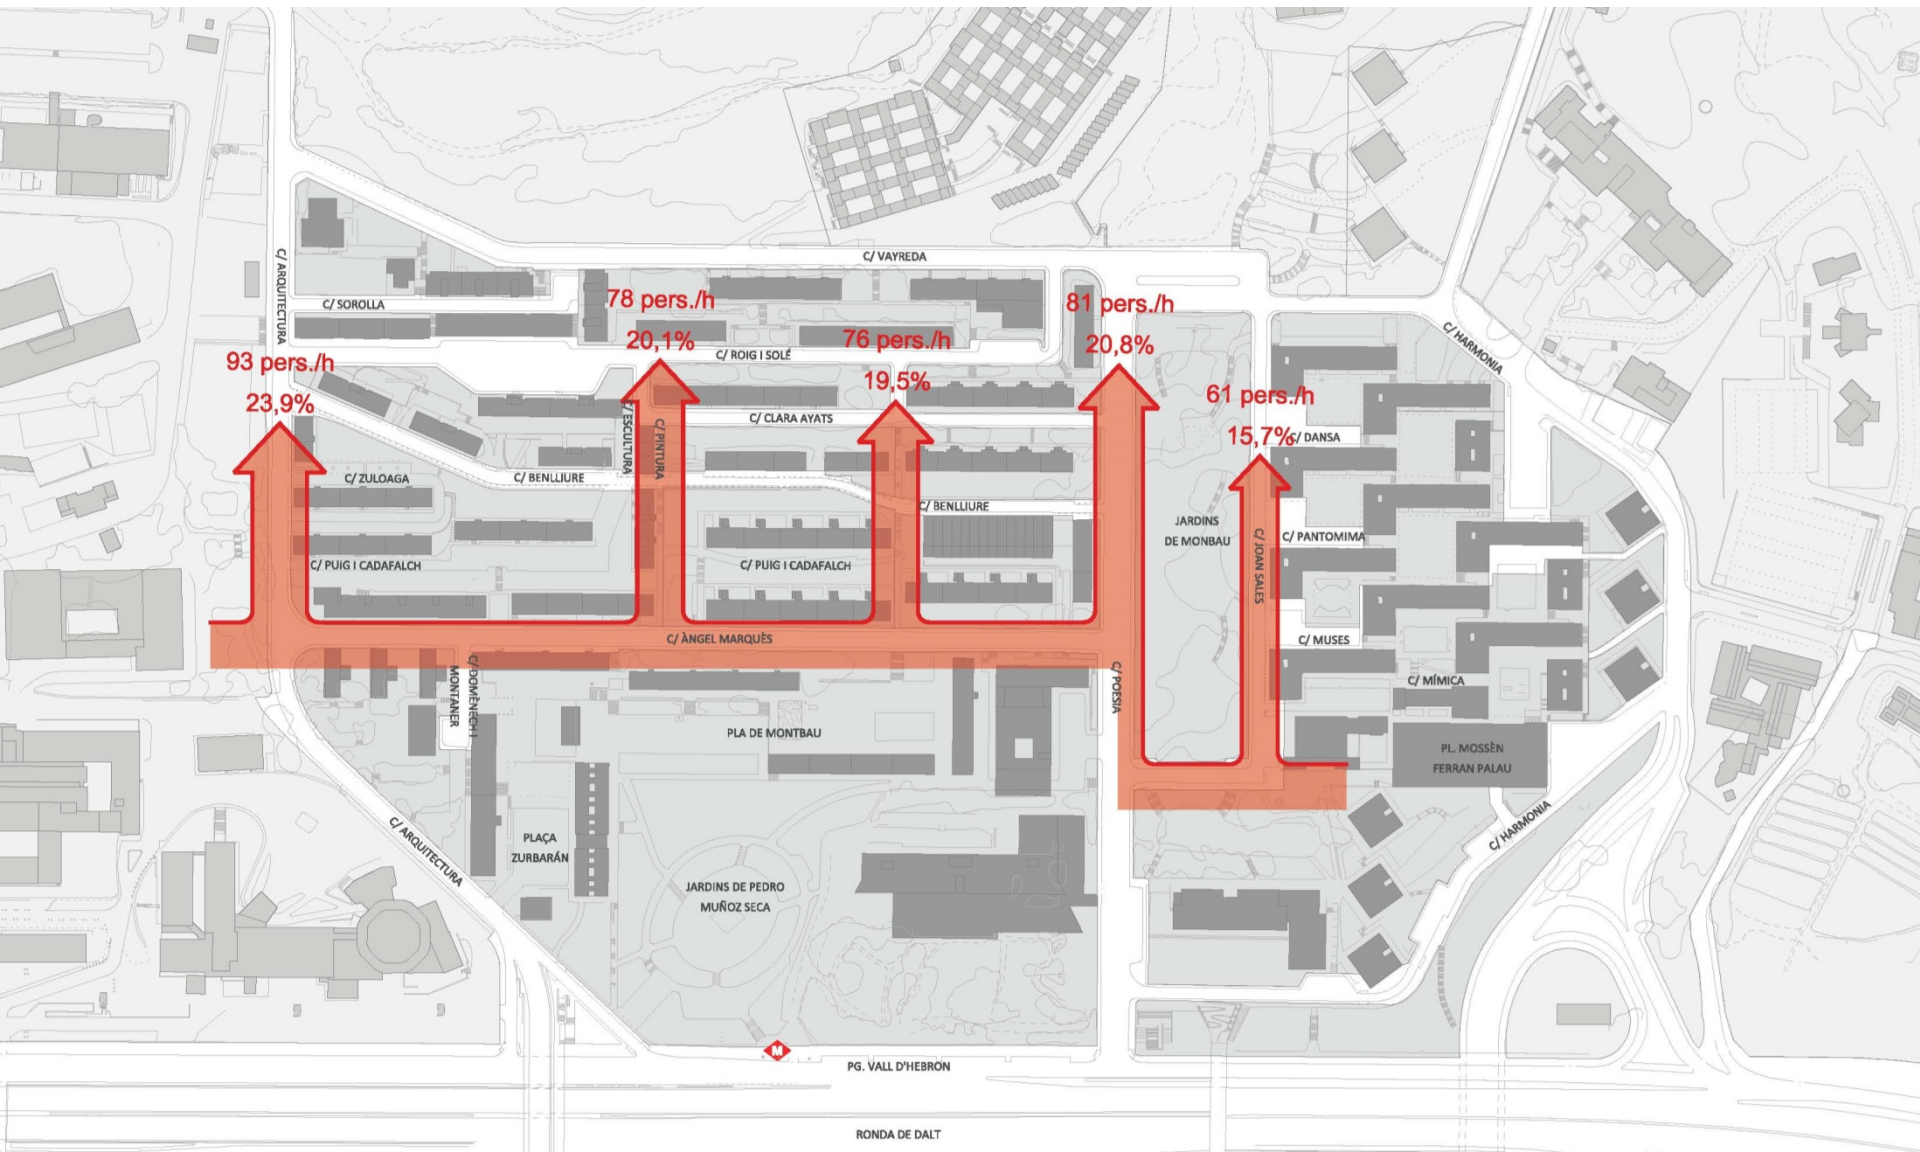 C/ VAYREDA
C/ ARQUITECTURA
C/ SOROLLA
78 pers./h
20,1%
81 pers./h
20,8%
76 pers./h
19,5%
C/ ROIG I SOLÉ
C/ HARMONIA
93 pers./h
23,9%
61 pers./h
15,7%
C/ CLARA AYATS
C/ ESCULTURA
C/ PINTURA
C/ DANSA
C/ ZULOAGA
C/ BENLLIURE
C/ BENLLIURE
JARDINS
DE MONBAU
C/ JOAN SALES
C/ PANTOMIMA
C/ PUIG I CADAFALCH
C/ PUIG I CADAFALCH
C/ ÀNGEL MARQUÈS
C/ MUSES
C/ DOMÈNECH I
MONTANER
C/ POESIA
C/ MÍMICA
PLA DE MONTBAU
PL. MOSSÈN
FERRAN PALAU
C/ ARQUITECTURA
PLAÇA
ZURBARÁN
C/ HARMONIA
JARDINS DE PEDRO
MUÑOZ SECA
M
PG. VALL D'HEBRON
RONDA DE DALT